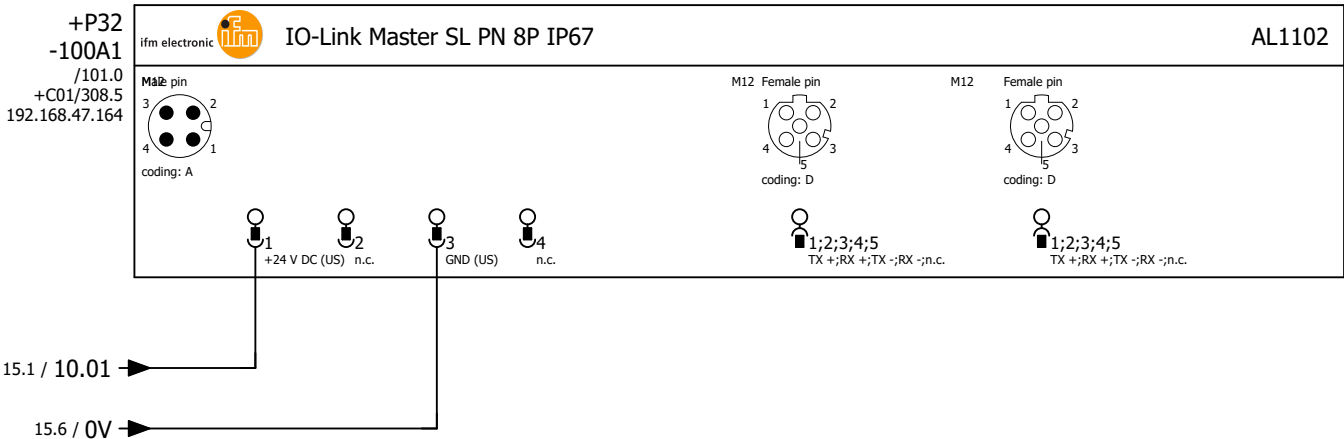 +P32
-100A1
/101.0
+C01/308.5
192.168.47.164
ifm electronic ifm IO-Link Master SL PN 8P IP67 AL1102
M12 Male pin
3 2
4 1
coding: A
M12 Female pin
1 2
4 3
5
coding: D
M12 Female pin
1 2
4 3
5
coding: D
1 2 3 4 1;2;3;4;5 1;2;3;4;5
+24 V DC (US) n.c. GND (US) n.c. TX +;RX +;TX -;RX -;n.c. TX +;RX +;TX -;RX -;n.c.
15.1 / 10.01
15.6 / 0V